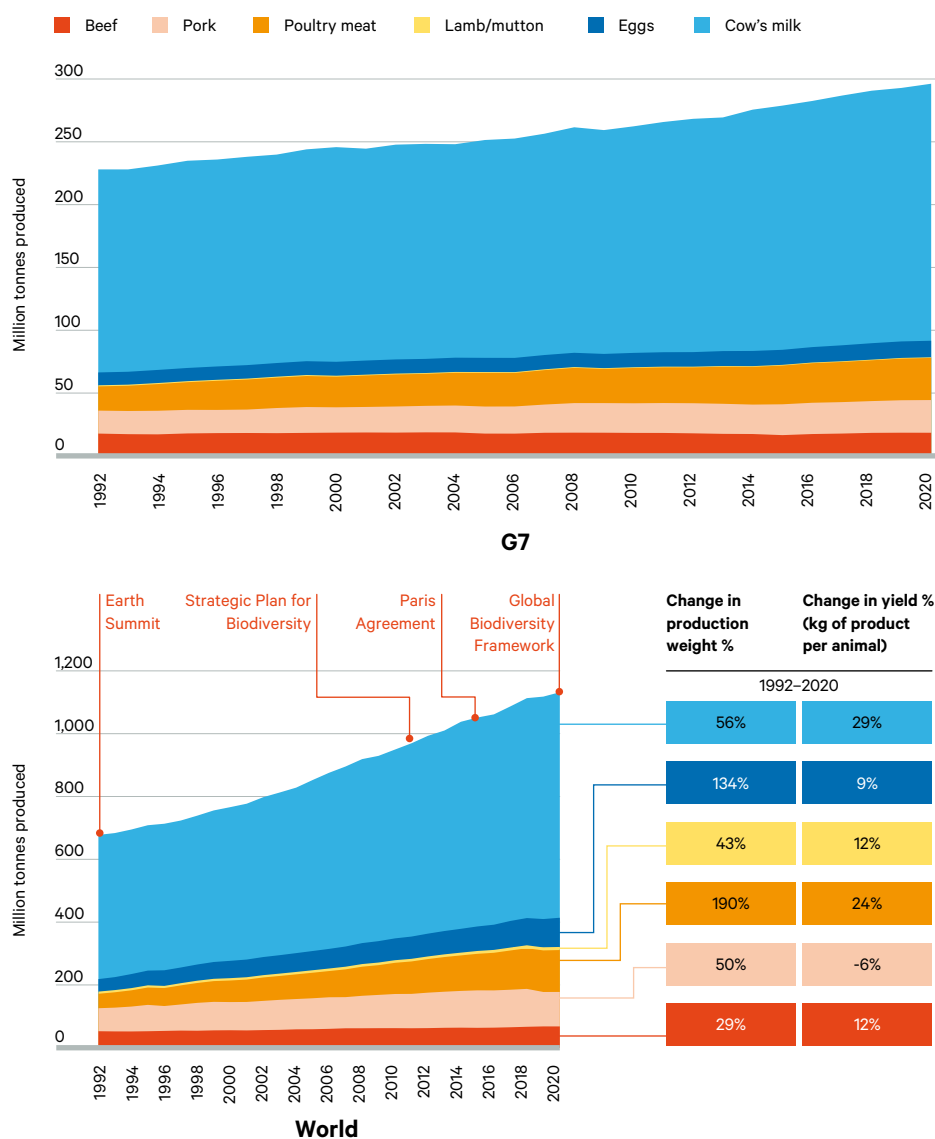 Beef Pork Poultry meat Lamb/mutton Eggs Cow's milk
Million tonnes produced
300
250
200
150
100
50
0
1992 1994 1996 1998 2000 2002 2004 2006 2008 2010 2012 2014 2016 2018 2020
G7
Earth
Summit
Strategic Plan for
Biodiversity
Paris
Agreement
Global
Biodiversity
Framework
Million tonnes produced
1,200
1,000
800
600
400
200
0
1992 1994 1996 1998 2000 2002 2004 2006 2008 2010 2012 2014 2016 2018 2020
World
Change in
production
weight %
Change in yield %
(kg of product
per animal)
1992–2020
56% 29%
134% 9%
43% 12%
190% 24%
50% -6%
29% 12%